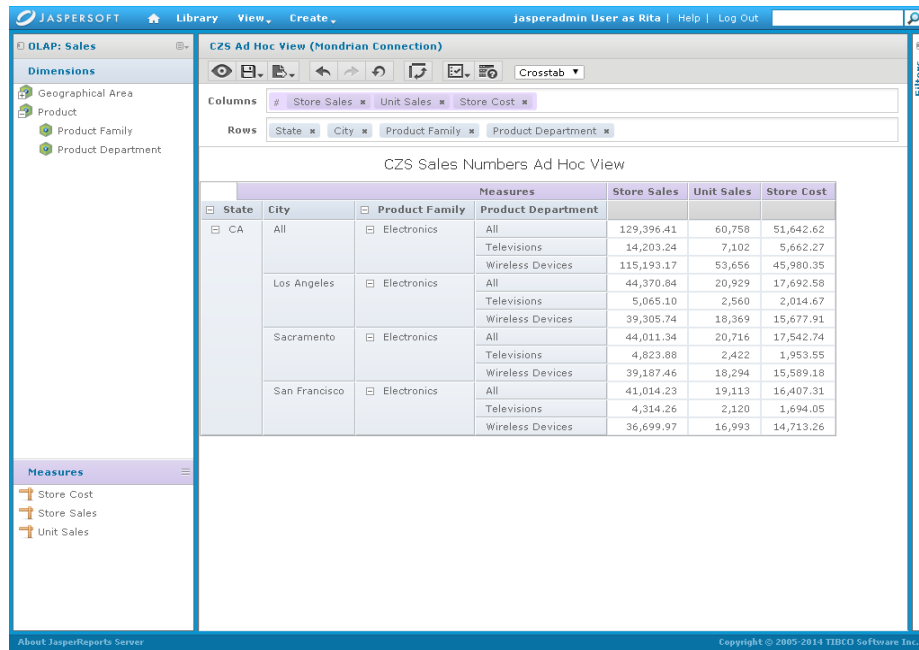 JASPERSOFT Library View Create jasperadmin User as Rita | Help | Log Out
OLAP: Sales
CZS Ad Hoc View (Mondrian Connection)
Filters
Dimensions
Crosstab
Geographical Area
Product
Product Family
Product Department
Columns # Store Sales × Unit Sales × Store Cost ×
Rows State × City × Product Family × Product Department ×
CZS Sales Numbers Ad Hoc View
Measures Store Sales Unit Sales Store Cost
State City Product Family Product Department
CA All Electronics All 129,396.41 60,758 51,642.62
Televisions 14,203.24 7,102 5,662.27
Wireless Devices 115,193.17 53,656 45,980.35
Los Angeles Electronics All 44,370.84 20,929 17,692.58
Televisions 5,065.10 2,560 2,014.67
Wireless Devices 39,305.74 18,369 15,677.91
Sacramento Electronics All 44,011.34 20,716 17,542.74
Televisions 4,823.88 2,422 1,953.55
Wireless Devices 39,187.46 18,294 15,589.18
San Francisco Electronics All 41,014.23 19,113 16,407.31
Televisions 4,314.26 2,120 1,694.05
Wireless Devices 36,699.97 16,993 14,713.26
Measures
Store Cost
Store Sales
Unit Sales
About JasperReports Server Copyright © 2005-2014 TIBCO Software Inc.